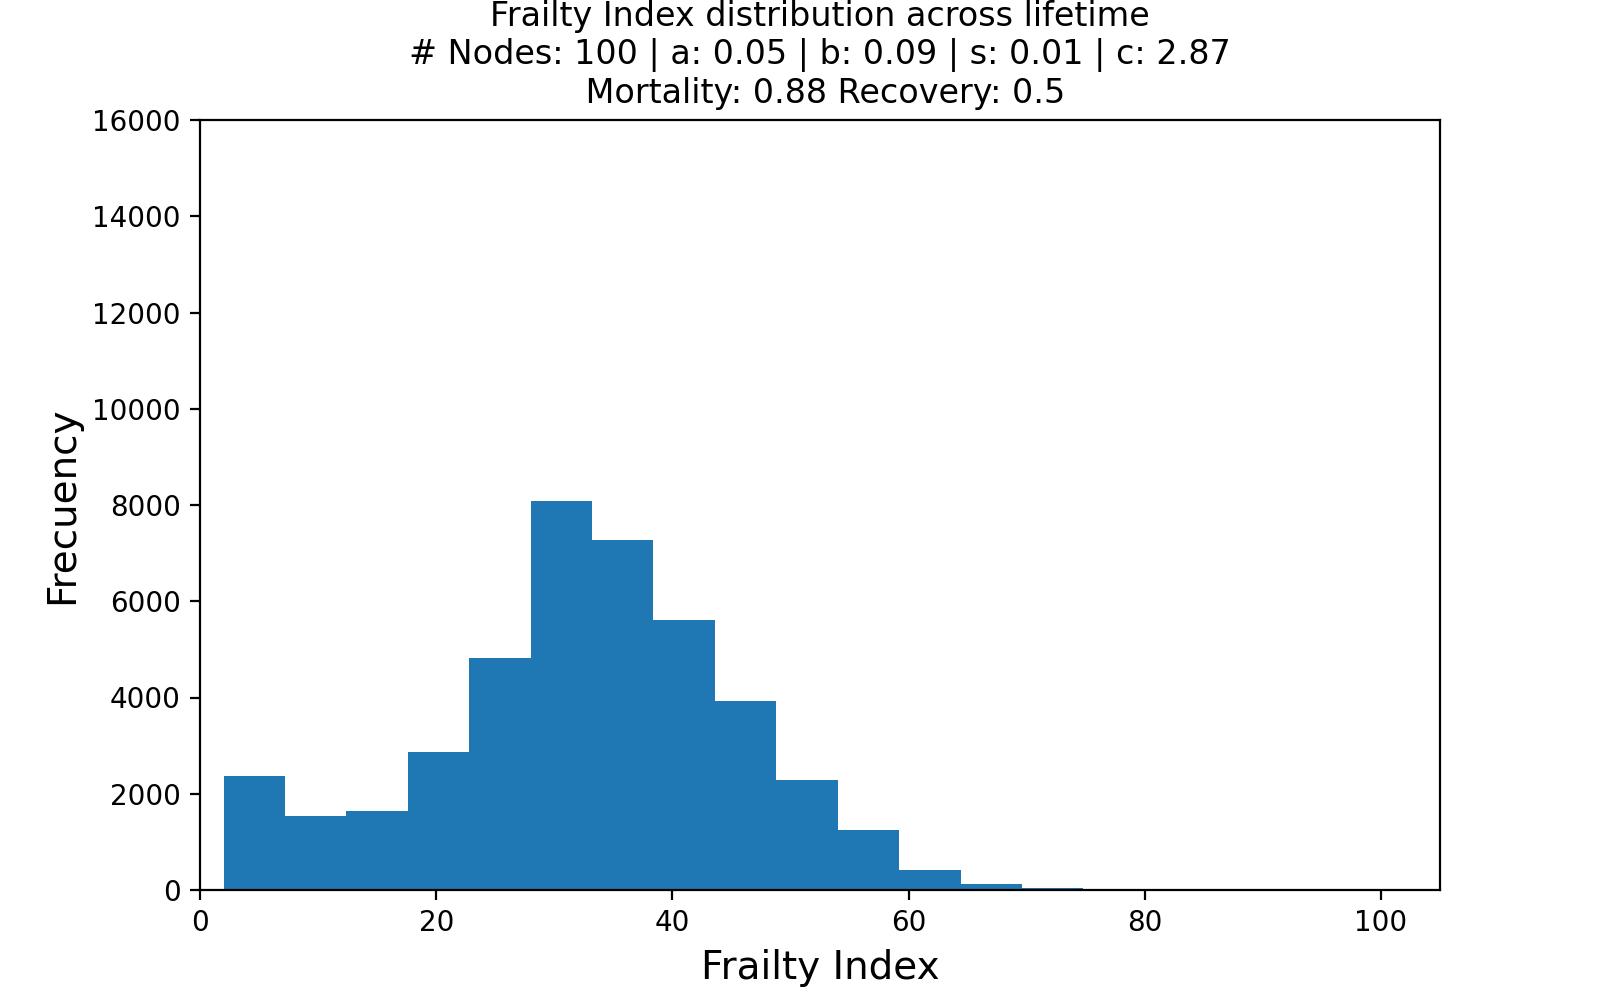 Frailty Index distribution across lifetime
# Nodes: 100 | a: 0.05 | b: 0.09 | s: 0.01 | c: 2.87
Mortality: 0.88 Recovery: 0.5
16000
14000
12000
10000
8000
6000
4000
2000
0
Frecuency
0 20 40 60 80 100
Frailty Index